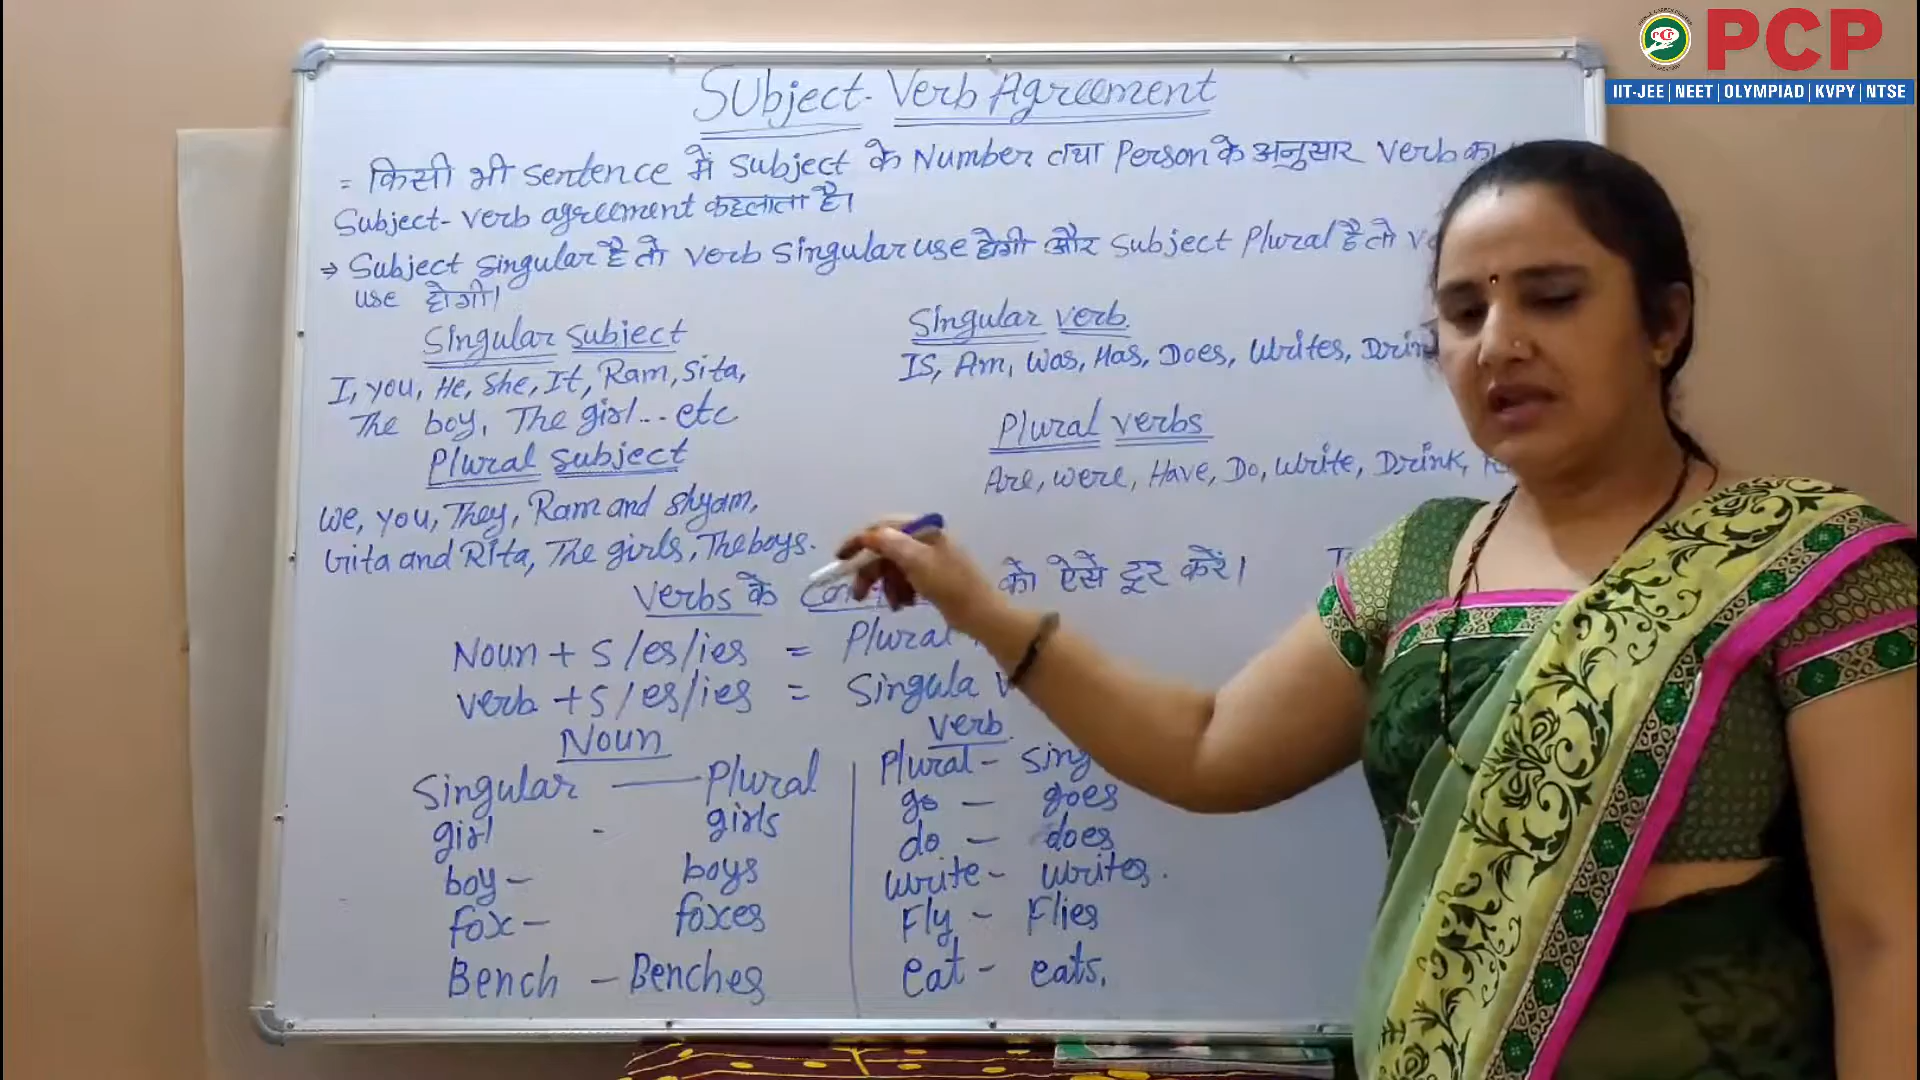 PCP
IIT-JEE | NEET | OLYMPIAD | KVPY | NTSE
Subject-Verb Agreement
= किसी भी sentence में subject के Number तथा Person के अनुसार Verb का
Subject-verb agreement कहलाता है।
⇒ Subject singular है तो verb singular use होगी और subject Plural है तो
use होगी।
Singular subject
I, you, He, She, It, Ram, Sita,
The boy, The girl... etc
Plural subject
We, you, They, Ram and Shyam,
Gita and Rita, The girls, The boys.
Singular verb.
IS, Am, Was, Has, Does, Writes,
Plural verbs
Are, were, Have, Do, Write, Drink,
Verbs के को ऐसे दूर करें।
Noun + s/es/ies = Plural
verb + s/es/ies = Singula
Noun
Singular — Plural
girl - girls
boy - boys
fox - foxes
Bench - Benches
Verb.
Plural -
go - goes
do - does
write - writes.
Fly - Flies
eat - eats.